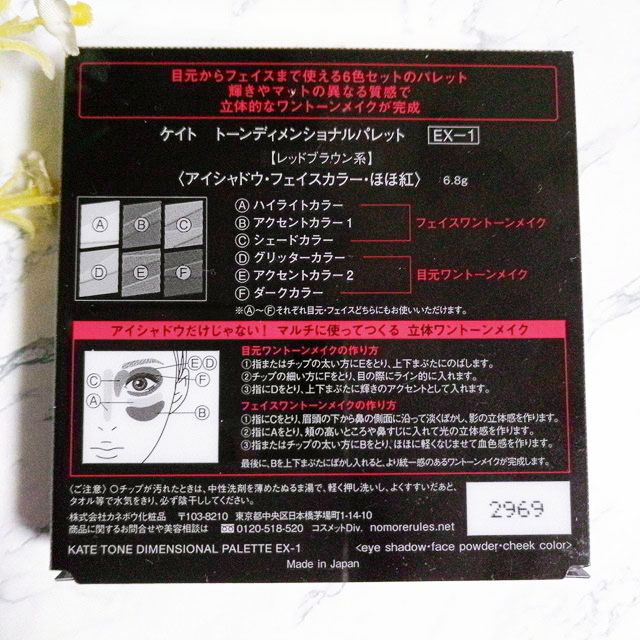 目元からフェイスまで使える6色セットのパレット
輝きやマットの異なる質感で
立体的なワントーンメイクが完成
ケイト トーンディメンショナルパレット EX-1
【レッドブラウン系】
〈アイシャドウ・フェイスカラー・ほほ紅〉 6.8g
A B C
D E F
Ⓐハイライトカラー
Ⓑアクセントカラー1
Ⓒシェードカラー
フェイスワントーンメイク
Ⓓグリッターカラー
Ⓔアクセントカラー2
Ⓕダークカラー
目元ワントーンメイク
※Ⓐ〜Ⓕそれぞれ目元・フェイスどちらにもお使いいただけます。
アイシャドウだけじゃない! マルチに使ってつくる 立体ワントーンメイク
E D
C F
A
B
目元ワントーンメイクの作り方
①指またはチップの太い方にEをとり、上下まぶたにのばします。
②チップの細い方にFをとり、目の際にライン的に入れます。
③指にDをとり、上下まぶたに輝きのアクセントとして入れます。
フェイスワントーンメイクの作り方
①指にCをとり、眉頭の下から鼻の側面に沿って淡くぼかし、影の立体感を作ります。
②指にAをとり、頬の高いところや鼻すじに入れて光の立体感を作ります。
③指またはチップの太い方にBをとり、ほほに軽くなじませて血色感を作ります。
最後に、Bを上下まぶたにぼかし入れると、より統一感のあるワントーンメイクが完成します。
〈ご注意〉 〇チップが汚れたときは、中性洗剤を薄めたぬるま湯で、軽く押し洗いし、よくすすいだあと、
タオル等で水気をきり、必ず陰干ししてください。
株式会社カネボウ化粧品 〒103-8210 東京都中央区日本橋茅場町1-14-10
商品に関するお問合せや美容相談は 0120-518-520 コスメットDiv. nomorerules.net
2969
KATE TONE DIMENSIONAL PALETTE EX-1 <eye shadow・face powder・cheek color>
Made in Japan